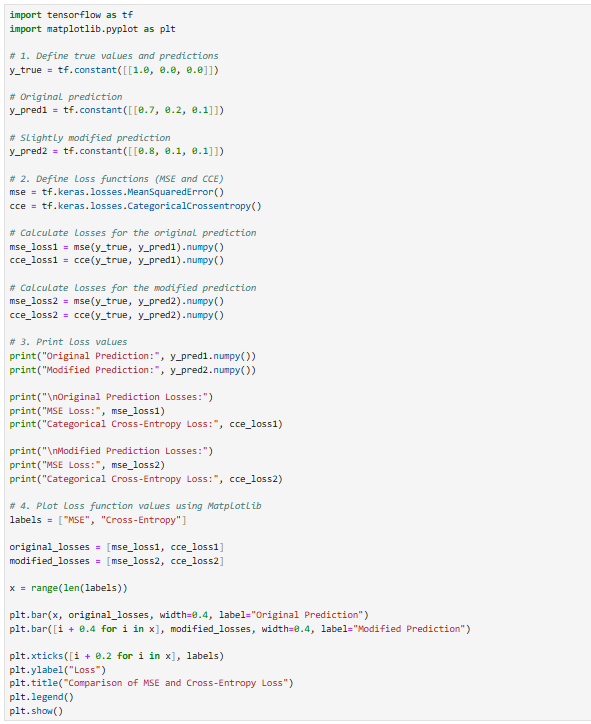 import tensorflow as tf
import matplotlib.pyplot as plt
# 1. Define true values and predictions
y_true = tf.constant([[1.0, 0.0, 0.0]])
# Original prediction
y_pred1 = tf.constant([[0.7, 0.2, 0.1]])
# Slightly modified prediction
y_pred2 = tf.constant([[0.8, 0.1, 0.1]])
# 2. Define loss functions (MSE and CCE)
mse = tf.keras.losses.MeanSquaredError()
cce = tf.keras.losses.CategoricalCrossentropy()
# Calculate losses for the original prediction
mse_loss1 = mse(y_true, y_pred1).numpy()
cce_loss1 = cce(y_true, y_pred1).numpy()
# Calculate losses for the modified prediction
mse_loss2 = mse(y_true, y_pred2).numpy()
cce_loss2 = cce(y_true, y_pred2).numpy()
# 3. Print loss values
print("Original Prediction:", y_pred1.numpy())
print("Modified Prediction:", y_pred2.numpy())
print("\nOriginal Prediction Losses:")
print("MSE Loss:", mse_loss1)
print("Categorical Cross-Entropy Loss:", cce_loss1)
print("\nModified Prediction Losses:")
print("MSE Loss:", mse_loss2)
print("Categorical Cross-Entropy Loss:", cce_loss2)
# 4. Plot loss function values using Matplotlib
labels = ["MSE", "Cross-Entropy"]
original_losses = [mse_loss1, cce_loss1]
modified_losses = [mse_loss2, cce_loss2]
x = range(len(labels))
plt.bar(x, original_losses, width=0.4, label="Original Prediction")
plt.bar([i + 0.4 for i in x], modified_losses, width=0.4, label="Modified Prediction")
plt.xticks([i + 0.2 for i in x], labels)
plt.ylabel("Loss")
plt.title("Comparison of MSE and Cross-Entropy Loss")
plt.legend()
plt.show()